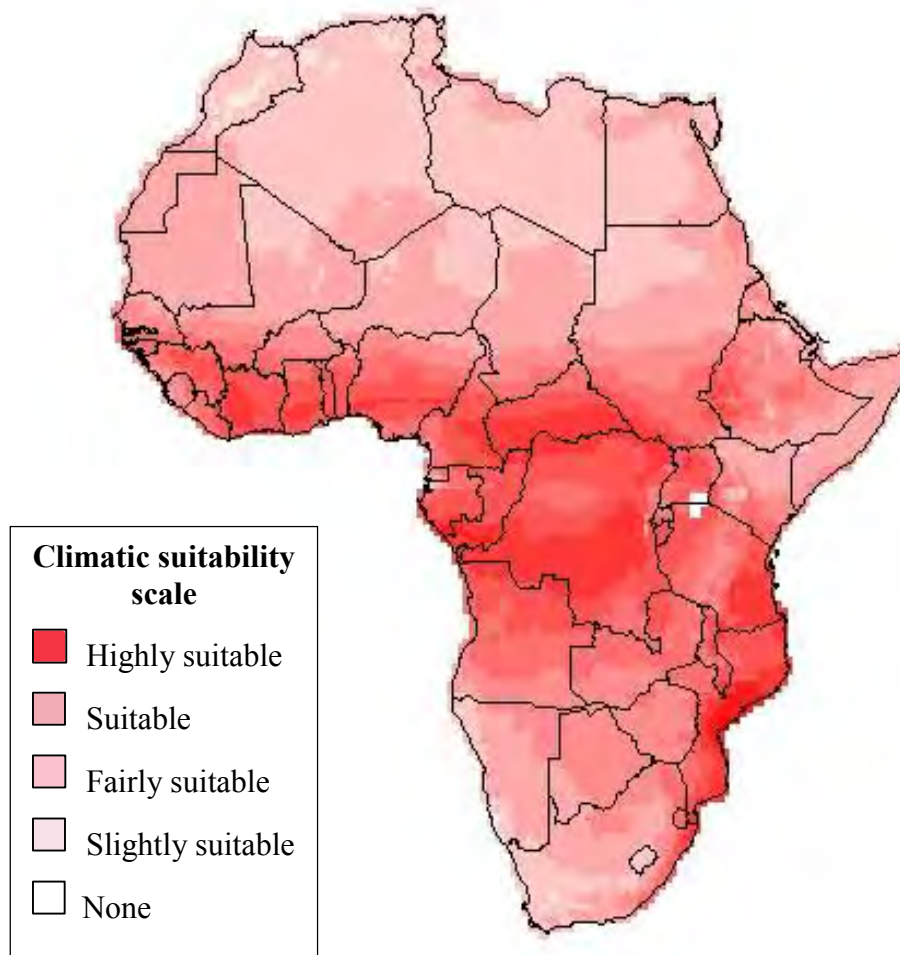 Climatic suitability
scale
Highly suitable
Suitable
Fairly suitable
Slightly suitable
None